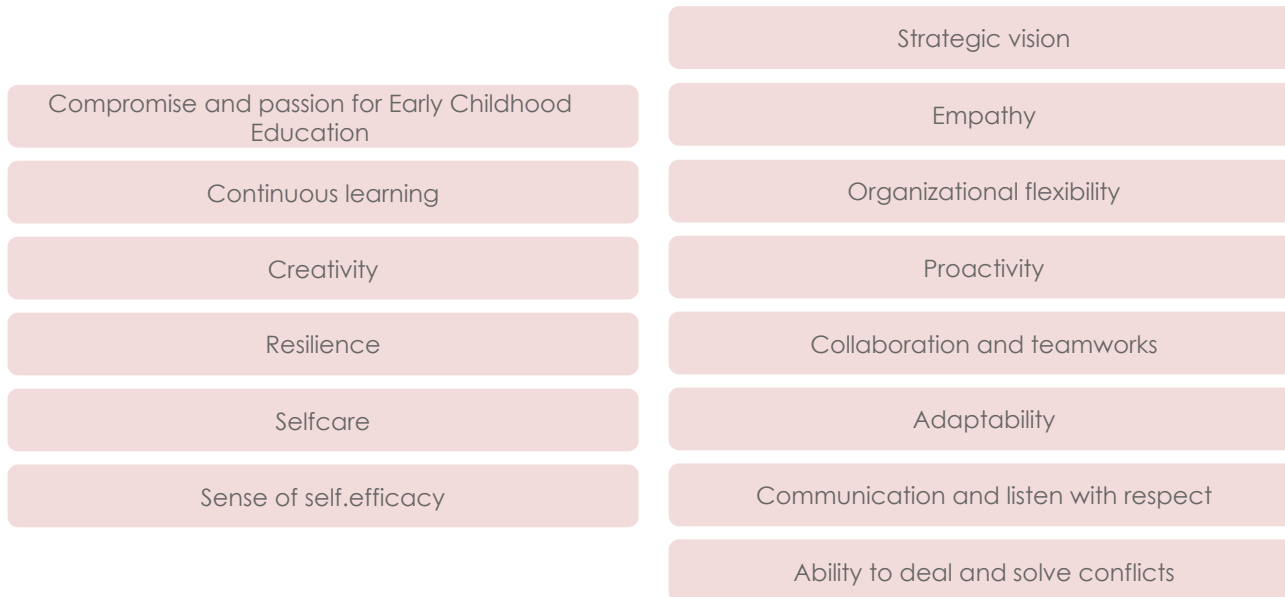 Compromise and passion for Early Childhood
Education
Continuous learning
Creativity
Resilience
Selfcare
Sense of self.efficacy
Strategic vision
Empathy
Organizational flexibility
Proactivity
Collaboration and teamworks
Adaptability
Communication and listen with respect
Ability to deal and solve conflicts